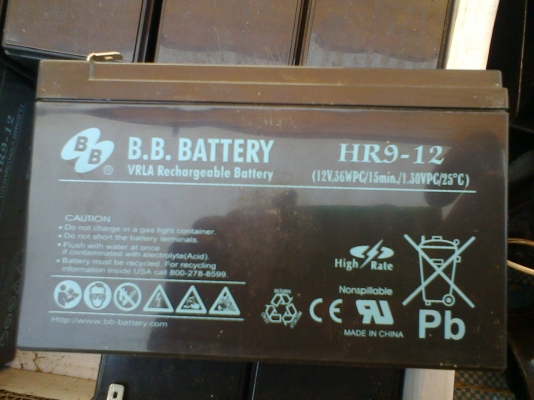 BB ®
B.B. BATTERY
VRLA Rechargeable Battery
HR9-12
(12V,36WPC/15min./1.30VPC/25°C)
CAUTION
• Do not charge in a gas tight container.
• Do not short the battery terminals.
• Flush with water at once
if contaminated with electrolyte(Acid).
• Battery must be recycled. For recycling
information inside USA call 800-278-8599.
Http://www.bb-battery.com
High Rate
Nonspillable
CE
MADE IN CHINA
Pb
HR9-12